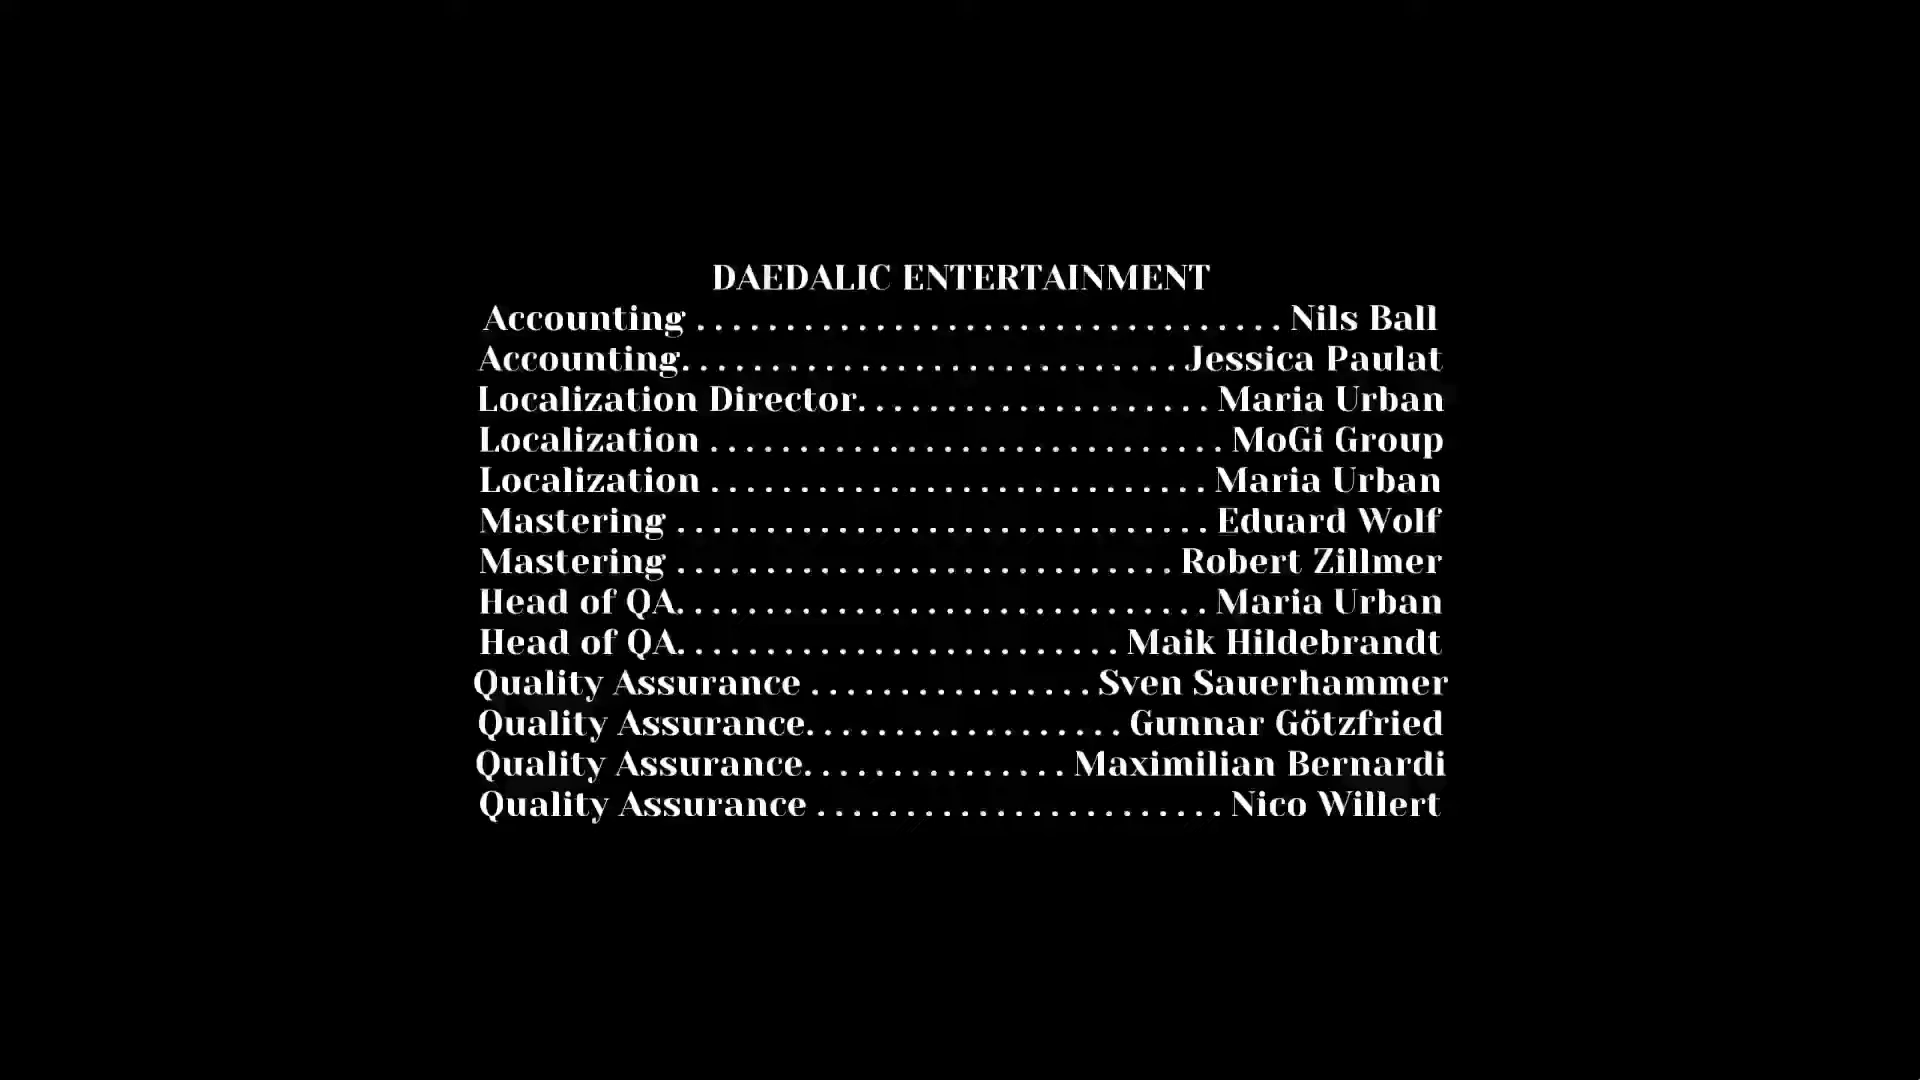 DAEDALIC ENTERTAINMENT
Accounting . . . . . . . . . . . . . . . . . . . . . . . . . . . . . . . . . Nils Ball
Accounting. . . . . . . . . . . . . . . . . . . . . . . . . . . . Jessica Paulat
Localization Director. . . . . . . . . . . . . . . . . . . . Maria Urban
Localization . . . . . . . . . . . . . . . . . . . . . . . . . . . . . MoGi Group
Localization . . . . . . . . . . . . . . . . . . . . . . . . . . . . Maria Urban
Mastering . . . . . . . . . . . . . . . . . . . . . . . . . . . . . . Eduard Wolf
Mastering . . . . . . . . . . . . . . . . . . . . . . . . . . . . Robert Zillmer
Head of QA. . . . . . . . . . . . . . . . . . . . . . . . . . . . . . Maria Urban
Head of QA. . . . . . . . . . . . . . . . . . . . . . . . . Maik Hildebrandt
Quality Assurance . . . . . . . . . . . . . . . . Sven Sauerhammer
Quality Assurance. . . . . . . . . . . . . . . . . . Gunnar Götzfried
Quality Assurance. . . . . . . . . . . . . . . Maximilian Bernardi
Quality Assurance . . . . . . . . . . . . . . . . . . . . . . . Nico Willert